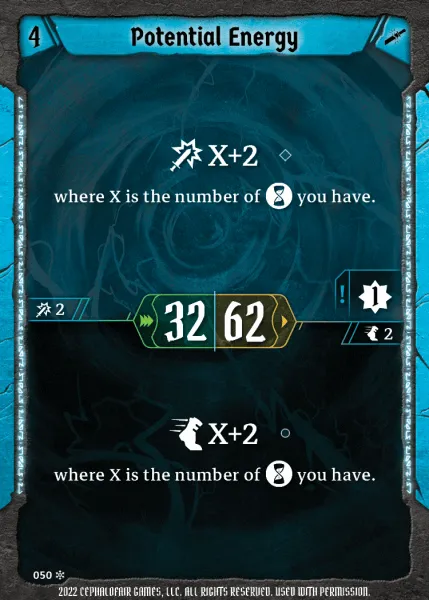 4
Potential Energy
X+2
where X is the number of you have.
2
32 62
1
2
X+2
where X is the number of you have.
050
2022 CEPHALOFAIR GAMES, LLC. ALL RIGHTS RESERVED. USED WITH PERMISSION.